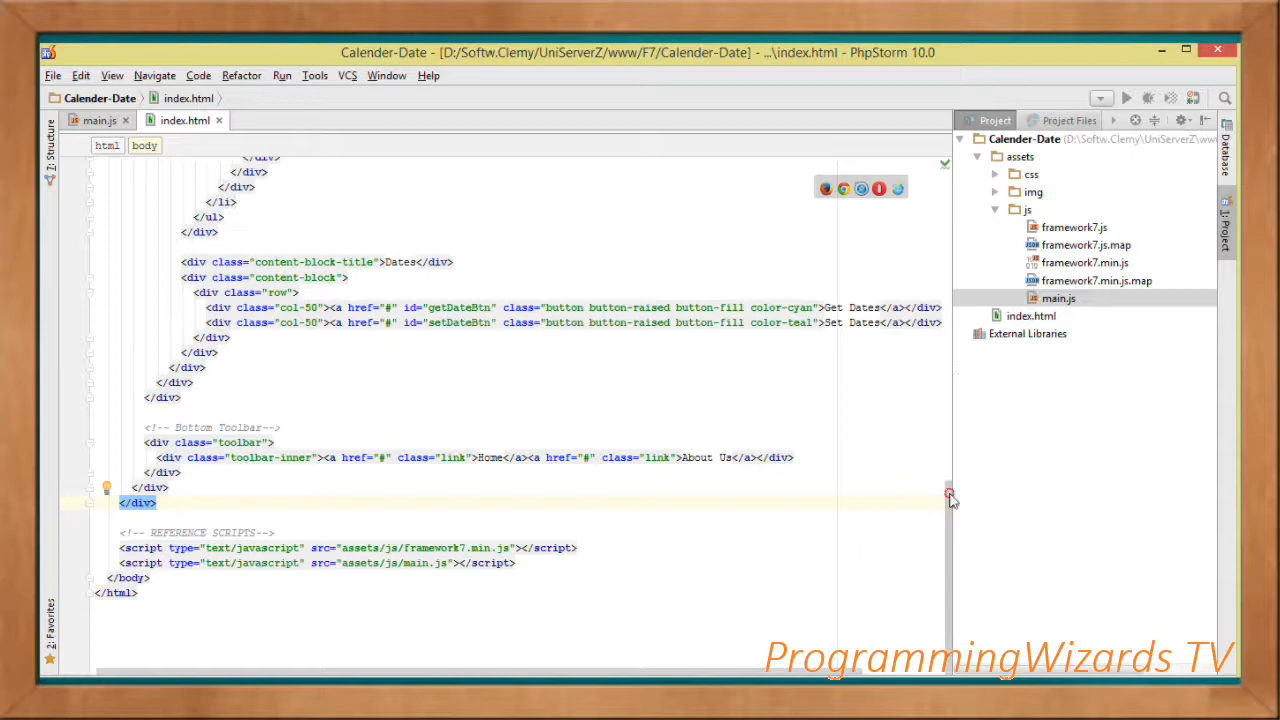 Calender-Date - [D:/Softw.Clemy/UniServerZ/www/F7/Calender-Date] - ...\index.html - PhpStorm 10.0
File Edit View Navigate Code Refactor Run Tools VCS Window Help
Calender-Date index.html
main.js index.html
Project Project Files
html body
7: Structure
Database
1: Project
2: Favorites
</div>
</div>
</div>
</li>
</ul>
</div>
<div class="content-block-title">Dates</div>
<div class="content-block">
<div class="row">
<div class="col-50"><a href="#" id="getDateBtn" class="button button-raised button-fill color-cyan">Get Dates</a></div>
<div class="col-50"><a href="#" id="setDateBtn" class="button button-raised button-fill color-teal">Set Dates</a></div>
</div>
</div>
</div>
</div>
</div>
<!-- Bottom Toolbar-->
<div class="toolbar">
<div class="toolbar-inner"><a href="#" class="link">Home</a><a href="#" class="link">About Us</a></div>
</div>
</div>
</div>
<!-- REFERENCE SCRIPTS-->
<script type="text/javascript" src="assets/js/framework7.min.js"></script>
<script type="text/javascript" src="assets/js/main.js"></script>
</body>
</html>
Calender-Date (D:\Softw.Clemy\UniServerZ\ww
assets
css
img
js
framework7.js
framework7.js.map
framework7.min.js
framework7.min.js.map
main.js
index.html
External Libraries
ProgrammingWizards TV